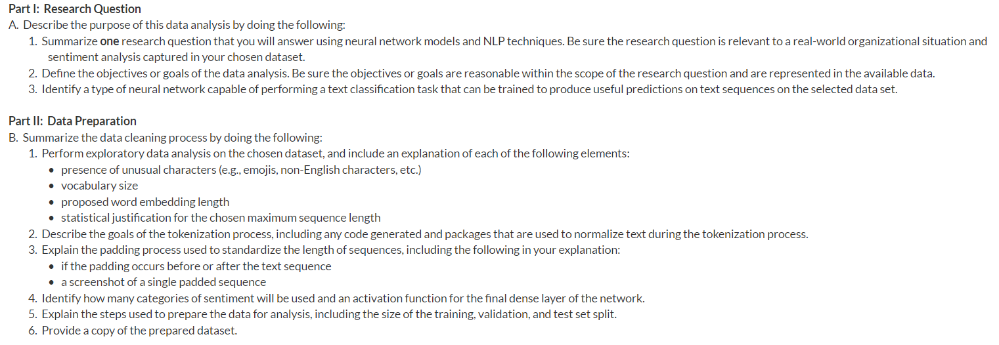 Part I: Research Question
A. Describe the purpose of this data analysis by doing the following:
1. Summarize one research question that you will answer using neural network models and NLP techniques. Be sure the research question is relevant to a real-world organizational situation and
sentiment analysis captured in your chosen dataset.
2. Define the objectives or goals of the data analysis. Be sure the objectives or goals are reasonable within the scope of the research question and are represented in the available data.
3. Identify a type of neural network capable of performing a text classification task that can be trained to produce useful predictions on text sequences on the selected data set.
Part II: Data Preparation
B. Summarize the data cleaning process by doing the following:
1. Perform exploratory data analysis on the chosen dataset, and include an explanation of each of the following elements:
• presence of unusual characters (e.g., emojis, non-English characters, etc.)
• vocabulary size
• proposed word embedding length
• statistical justification for the chosen maximum sequence length
2. Describe the goals of the tokenization process, including any code generated and packages that are used to normalize text during the tokenization process.
3. Explain the padding process used to standardize the length of sequences, including the following in your explanation:
• if the padding occurs before or after the text sequence
• a screenshot of a single padded sequence
4. Identify how many categories of sentiment will be used and an activation function for the final dense layer of the network.
5. Explain the steps used to prepare the data for analysis, including the size of the training, validation, and test set split.
6. Provide a copy of the prepared dataset.